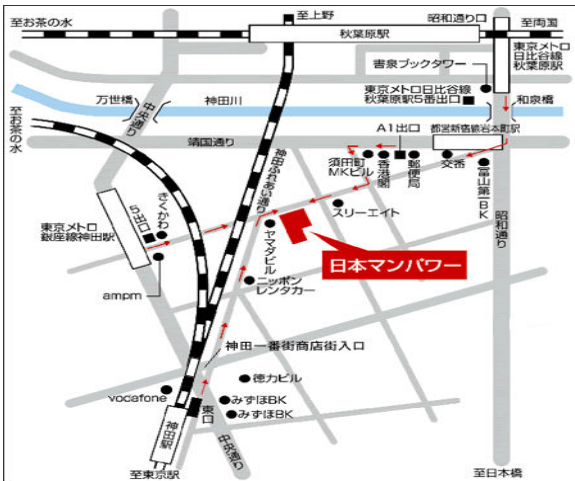 至お茶の水
至上野
昭和通り口
秋葉原駅
至両国
東京メトロ
日比谷線
秋葉原駅
書泉ブックタワー
東京メトロ日比谷線
秋葉原駅5番出口
至お茶の水
万世橋
中央通り
神田川
和泉橋
靖国通り
神田ふれあい通り
A1出口
都営新宿線岩本町駅
須田町
MKビル
香港閣
郵便局
交番
富山第一BK
昭和通り
スリーエイト
5出口
きくかわ
東京メトロ
銀座線神田駅
ヤマダビル
日本マンパワー
ampm
ニッポン
レンタカー
神田一番街商店街入口
徳力ビル
vocafone
みずほBK
東口
みずほBK
神田駅
中央通り
至東京駅
至日本橋